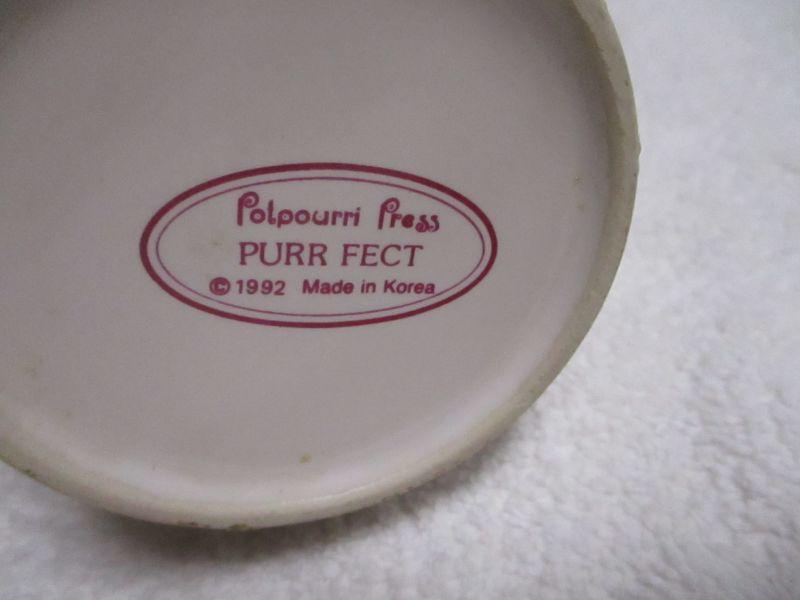 Potpourri Press
PURR FECT
©1992 Made in Korea